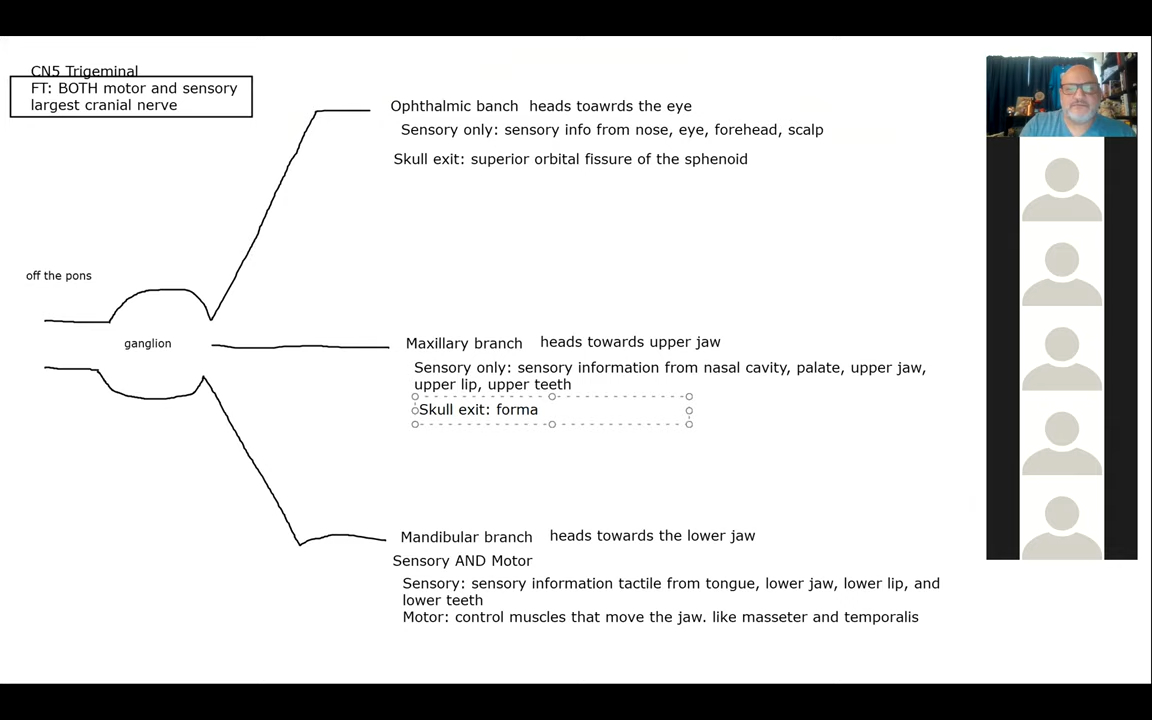 CN5 Trigeminal
FT: BOTH motor and sensory
largest cranial nerve
Ophthalmic banch heads toawrds the eye
Sensory only: sensory info from nose, eye, forehead, scalp
Skull exit: superior orbital fissure of the sphenoid
off the pons
ganglion
Maxillary branch heads towards upper jaw
Sensory only: sensory information from nasal cavity, palate, upper jaw,
upper lip, upper teeth
Skull exit: forma
Mandibular branch heads towards the lower jaw
Sensory AND Motor
Sensory: sensory information tactile from tongue, lower jaw, lower lip, and
lower teeth
Motor: control muscles that move the jaw. like masseter and temporalis